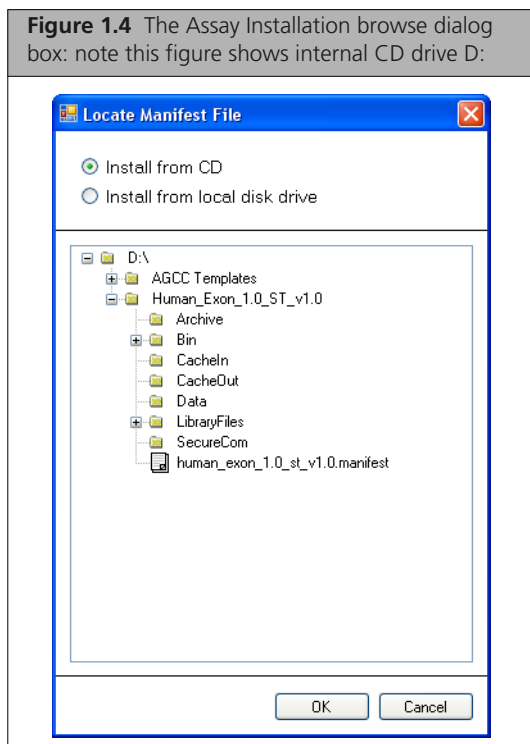 Figure 1.4 The Assay Installation browse dialog
box: note this figure shows internal CD drive D:
Locate Manifest File
Install from CD
Install from local disk drive
D:\
AGCC Templates
Human_Exon_1.0_ST_v1.0
Archive
Bin
CacheIn
CacheOut
Data
LibraryFiles
SecureCom
human_exon_1.0_st_v1.0.manifest
OK
Cancel